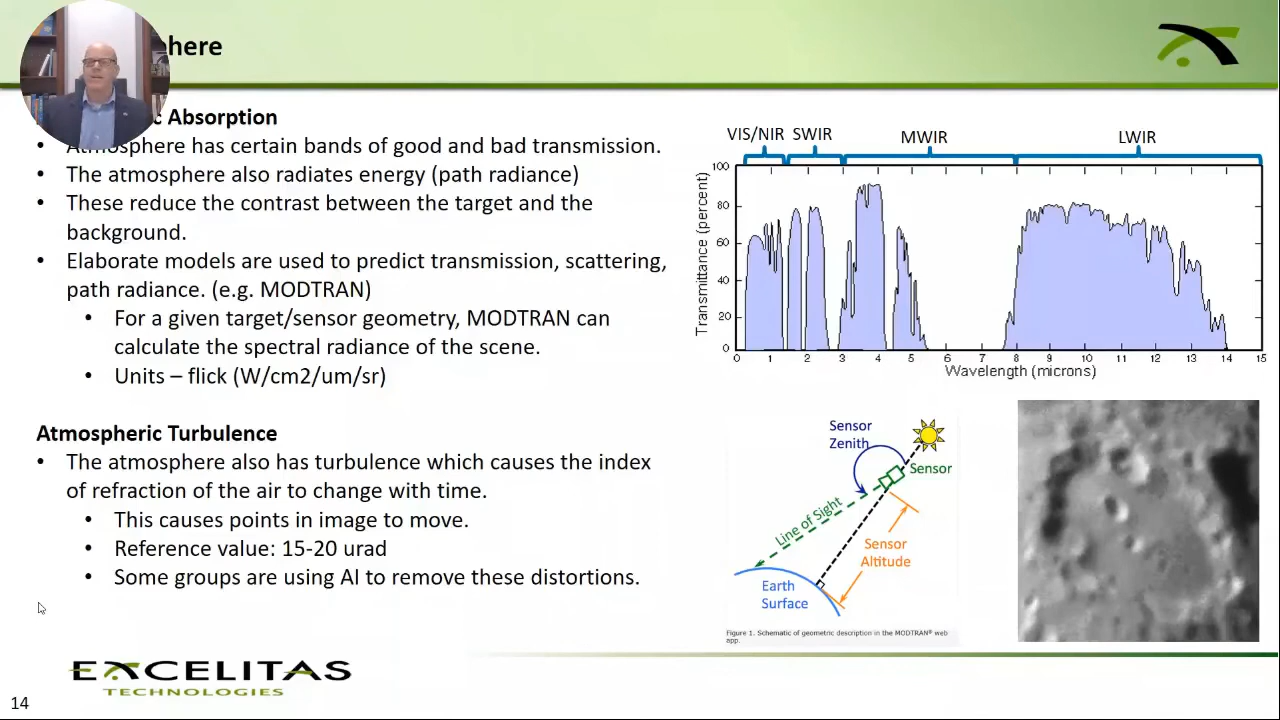 here
c Absorption
• Atmosphere has certain bands of good and bad transmission.
• The atmosphere also radiates energy (path radiance)
• These reduce the contrast between the target and the
background.
• Elaborate models are used to predict transmission, scattering,
path radiance. (e.g. MODTRAN)
• For a given target/sensor geometry, MODTRAN can
calculate the spectral radiance of the scene.
• Units – flick (W/cm2/um/sr)
Atmospheric Turbulence
• The atmosphere also has turbulence which causes the index
of refraction of the air to change with time.
• This causes points in image to move.
• Reference value: 15-20 urad
• Some groups are using AI to remove these distortions.
VIS/NIR SWIR MWIR LWIR
Transmittance (percent)
100
80
60
40
20
0
0 1 2 3 4 5 6 7 8 9 10 11 12 13 14 15
Wavelength (microns)
Sensor
Zenith
Sensor
Line of Sight
Sensor
Altitude
Earth
Surface
Figure 1. Schematic of geometric description in the MODTRAN® web
app.
EXCELITAS
TECHNOLOGIES
14